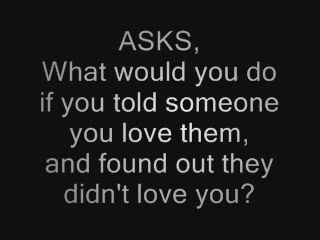 ASKS,
What would you do
if you told someone
you love them,
and found out they
didn't love you?